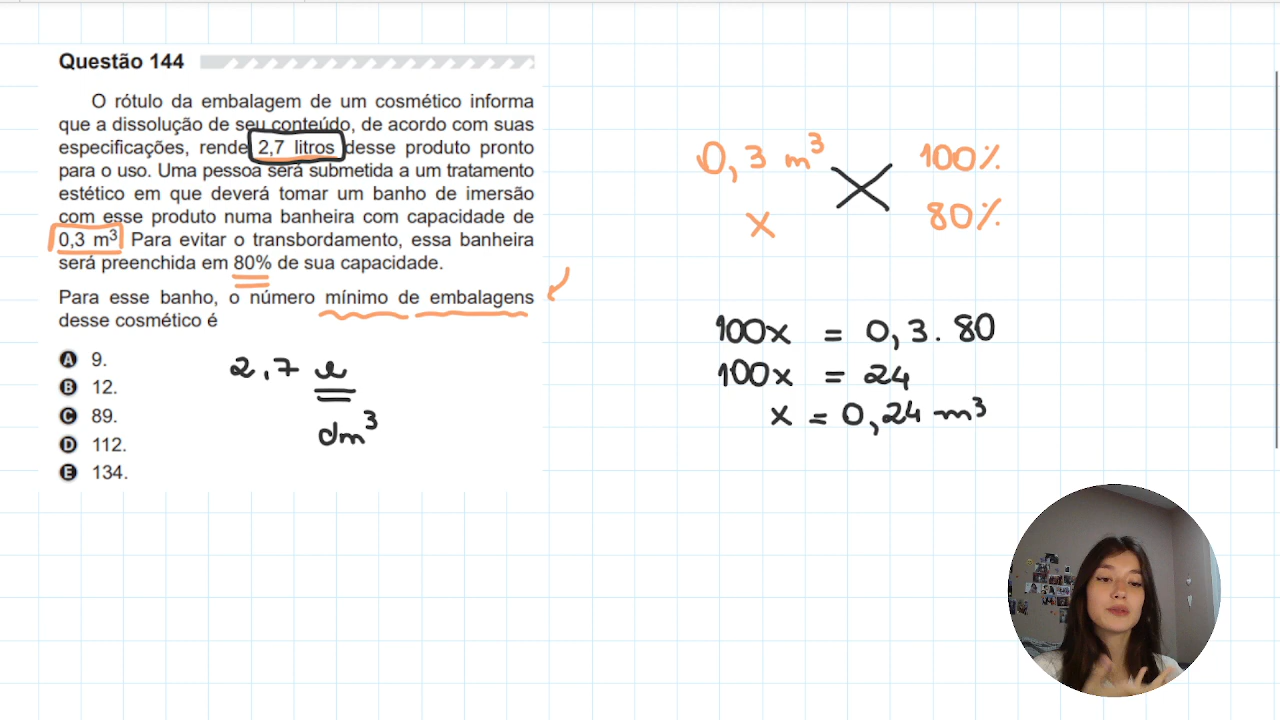 Questão 144
O rótulo da embalagem de um cosmético informa
que a dissolução de seu conteúdo, de acordo com suas
especificações, rende 2,7 litros desse produto pronto
para o uso. Uma pessoa será submetida a um tratamento
estético em que deverá tomar um banho de imersão
com esse produto numa banheira com capacidade de
0,3 m³. Para evitar o transbordamento, essa banheira
será preenchida em 80% de sua capacidade.
Para esse banho, o número mínimo de embalagens
desse cosmético é
A 9.
B 12.
C 89.
D 112.
E 134.
2,7 l
dm³
0,3 m³ 100%
x 80%
100x = 0,3 . 80
100x = 24
x = 0,24 m³